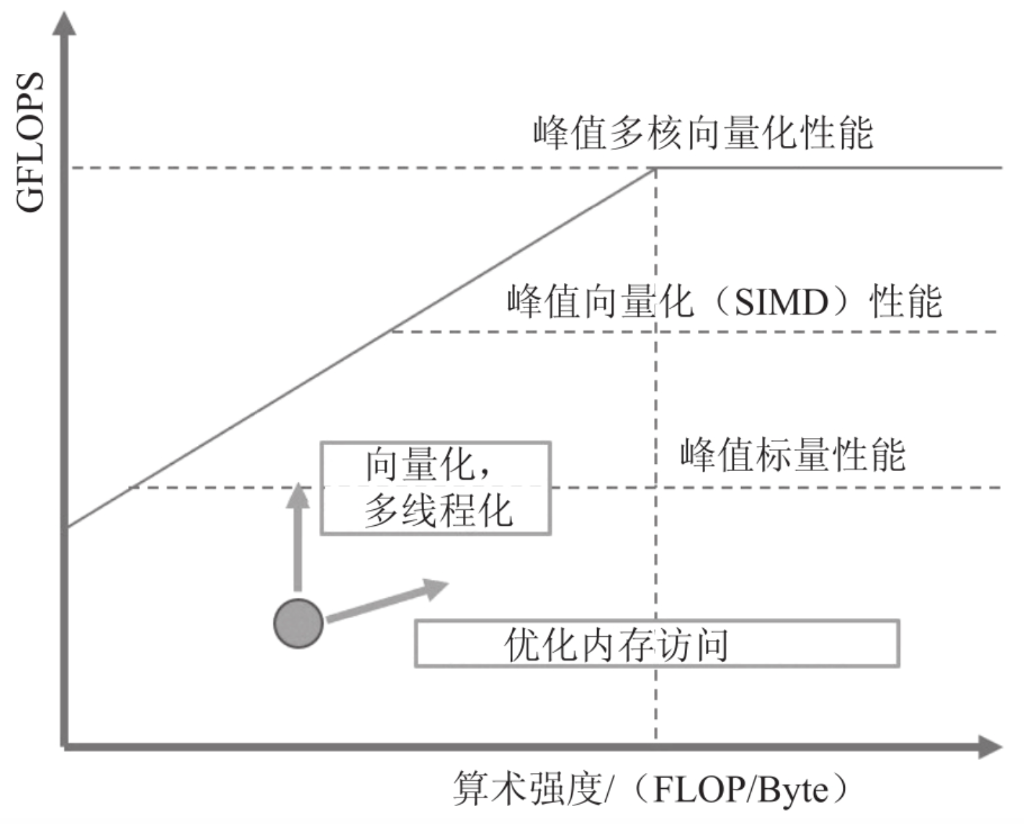 GFLOPS
峰值多核向量化性能
峰值向量化（SIMD）性能
峰值标量性能
向量化，
多线程化
优化内存访问
算术强度/（FLOP/Byte）